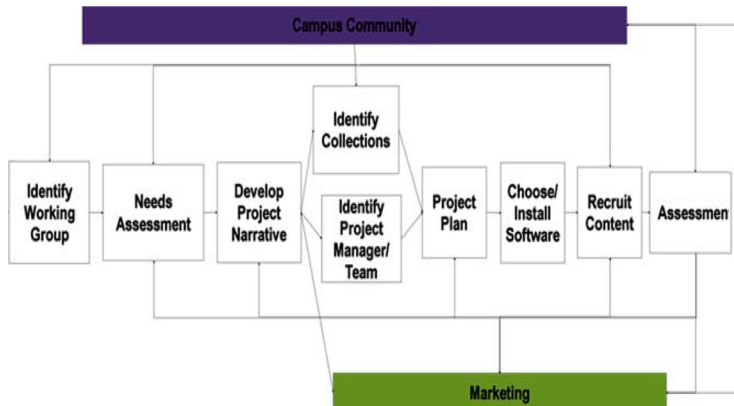 Campus Community
Identify
Collections
Identify
Working
Group
Needs
Assessment
Develop
Project
Narrative
Identify
Project
Manager/
Team
Project
Plan
Choose/
Install
Software
Recruit
Content
Assessment
Marketing